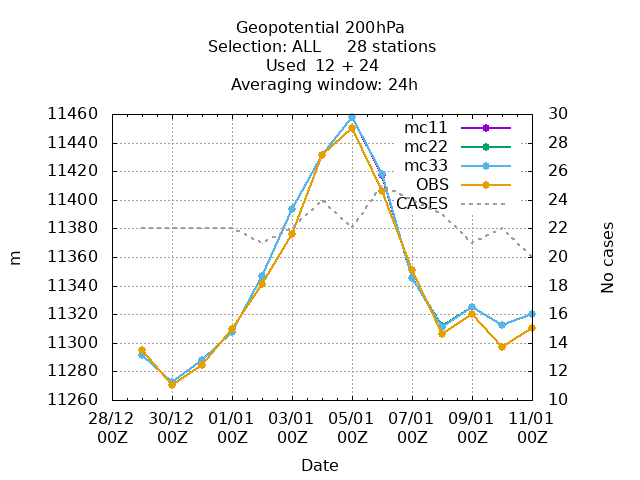 Geopotential 200hPa
Selection: ALL 28 stations
Used 12 + 24
Averaging window: 24h
11460
11440
11420
11400
11380
11360
11340
11320
11300
11280
11260
30
28
26
24
22
20
18
16
14
12
10
mc11
mc22
mc33
OBS
CASES
m
No cases
28/12 30/12 01/01 03/01 05/01 07/01 09/01 11/01
00Z 00Z 00Z 00Z 00Z 00Z 00Z 00Z
Date